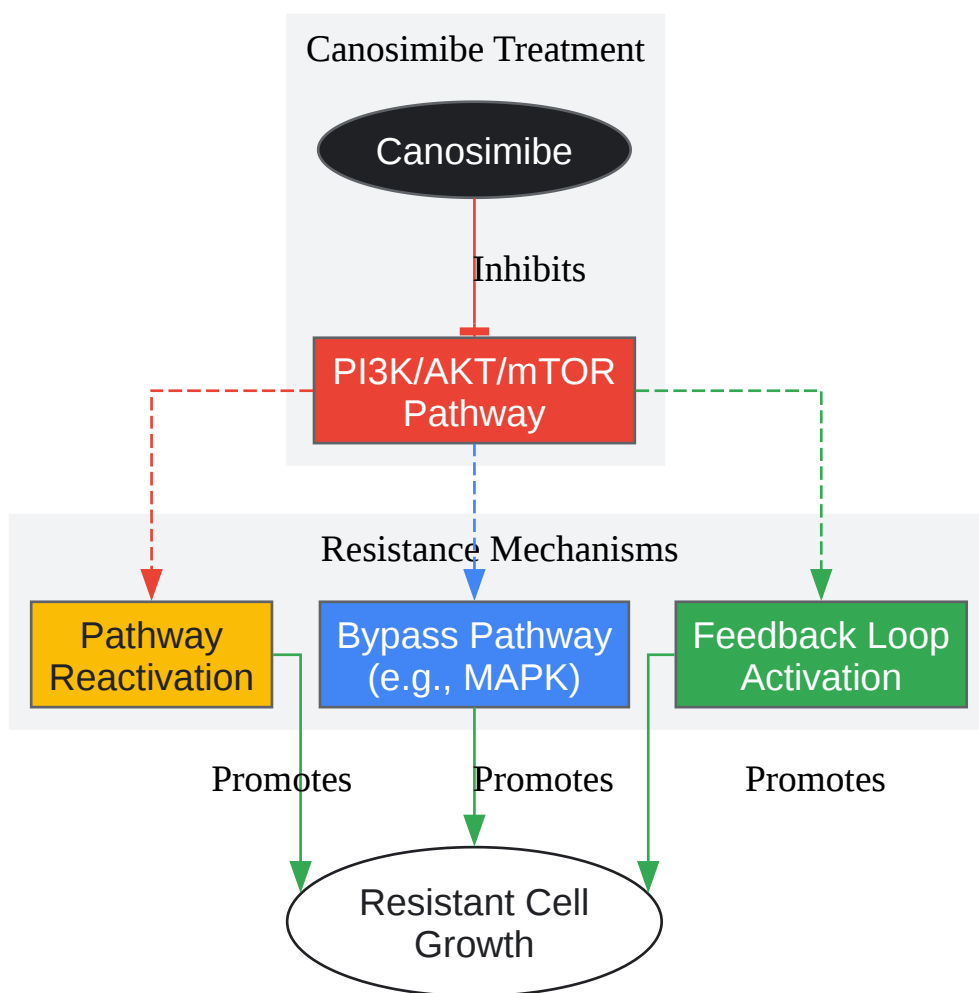 Canosimibe Treatment
Canosimibe
Inhibits
PI3K/AKT/mTOR
Pathway
Resistance Mechanisms
Pathway
Reactivation
Bypass Pathway
(e.g., MAPK)
Feedback Loop
Activation
Promotes
Promotes
Promotes
Resistant Cell
Growth